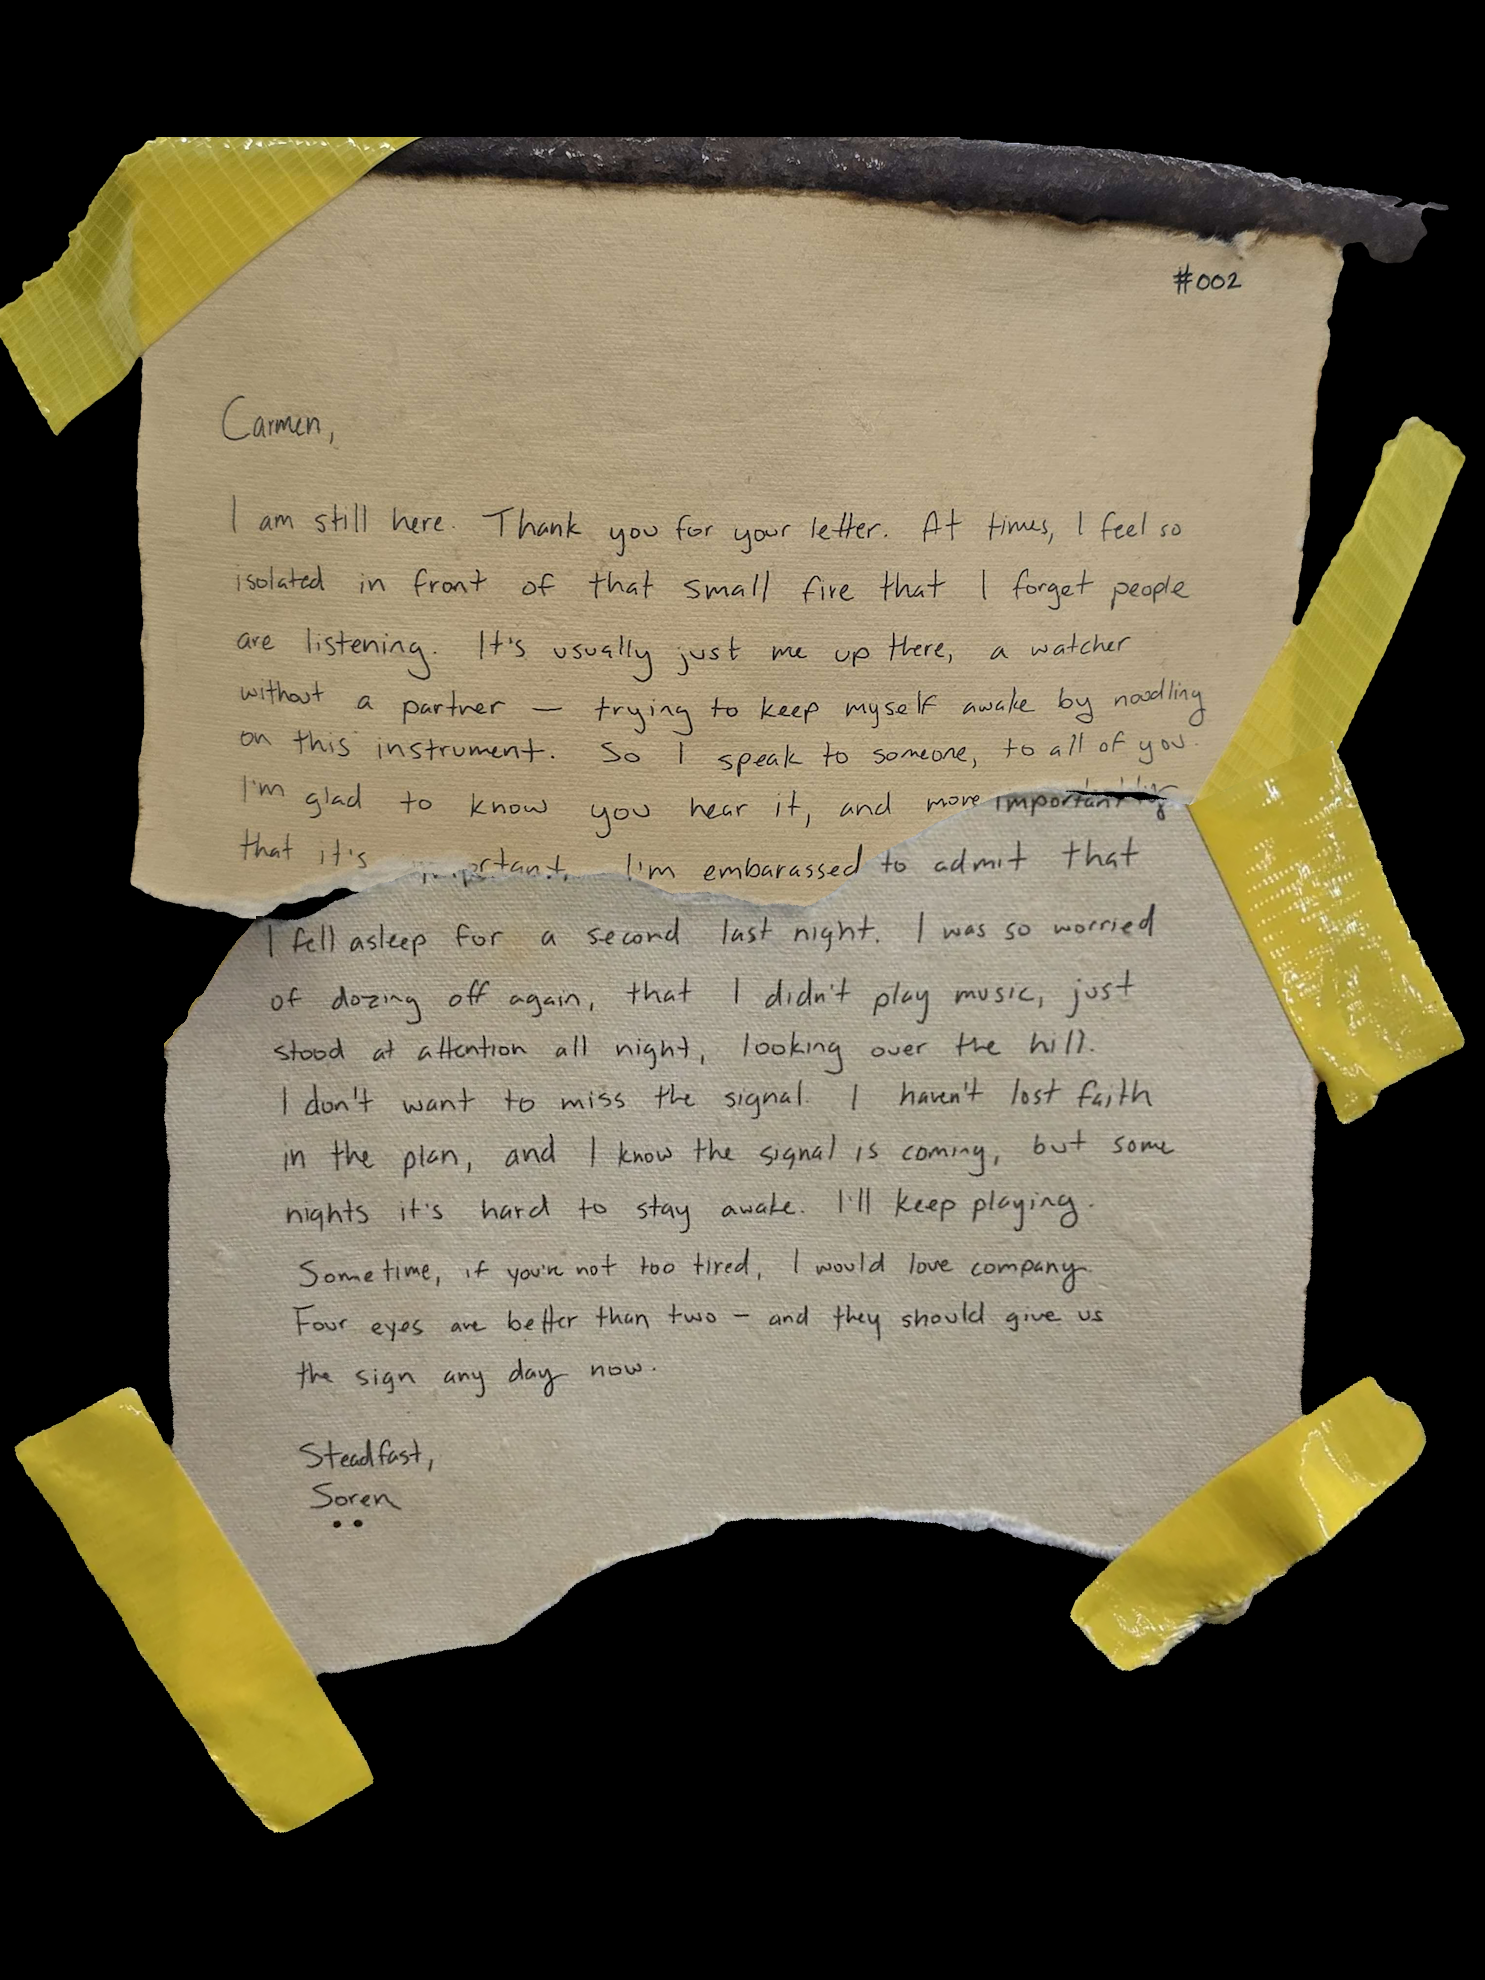 #002
Carmen,
I am still here. Thank you for your letter. At times, I feel so
isolated in front of that small fire that I forget people
are listening. It's usually just me up there, a watcher
without a partner — trying to keep myself awake by noodling
on this instrument. So I speak to someone, to all of you.
I'm glad to know you hear it, and more importantly
that it's important. I'm embarassed to admit that
I fell asleep for a second last night. I was so worried
of dozing off again, that I didn't play music, just
stood at attention all night, looking over the hill.
I don't want to miss the signal. I haven't lost faith
in the plan, and I know the signal is coming, but some
nights it's hard to stay awake. I'll keep playing.
Sometime, if you're not too tired, I would love company.
Four eyes are better than two – and they should give us
the sign any day now.
Steadfast,
Soren